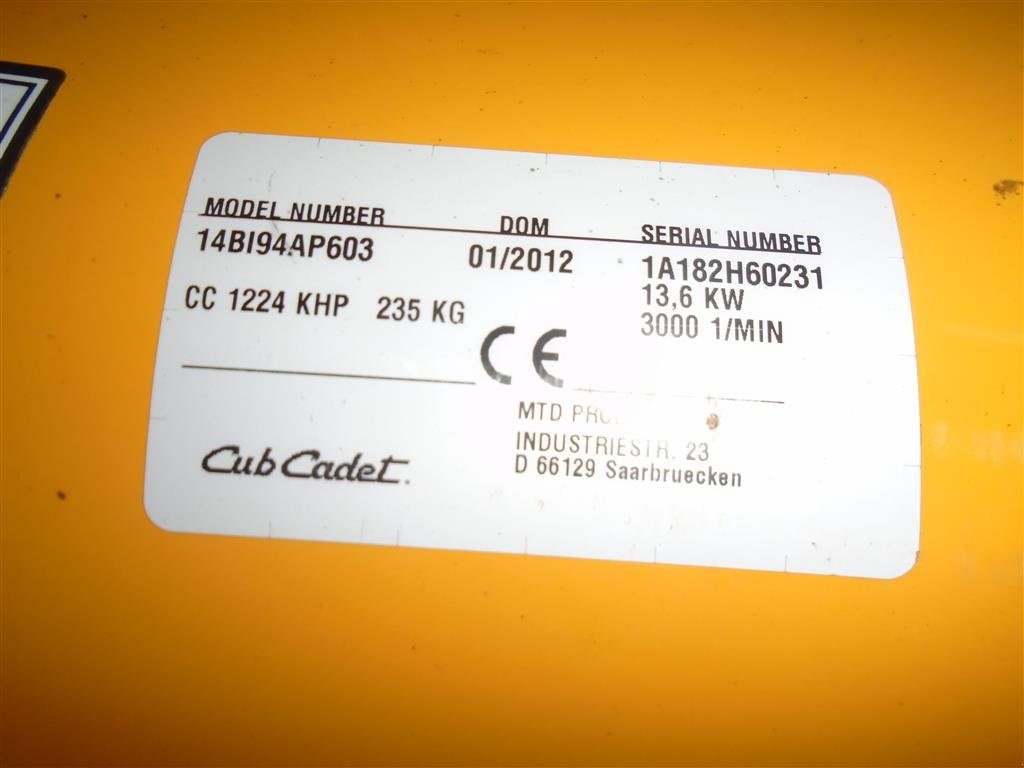 MODEL NUMBER DOM SERIAL NUMBER
14BI94AP603 01/2012 1A182H60231
CC 1224 KHP 235 KG 13,6 KW
3000 1/MIN
CE
MTD
INDUSTRIESTR. 23
D 66129 Saarbruecken
Cub Cadet.